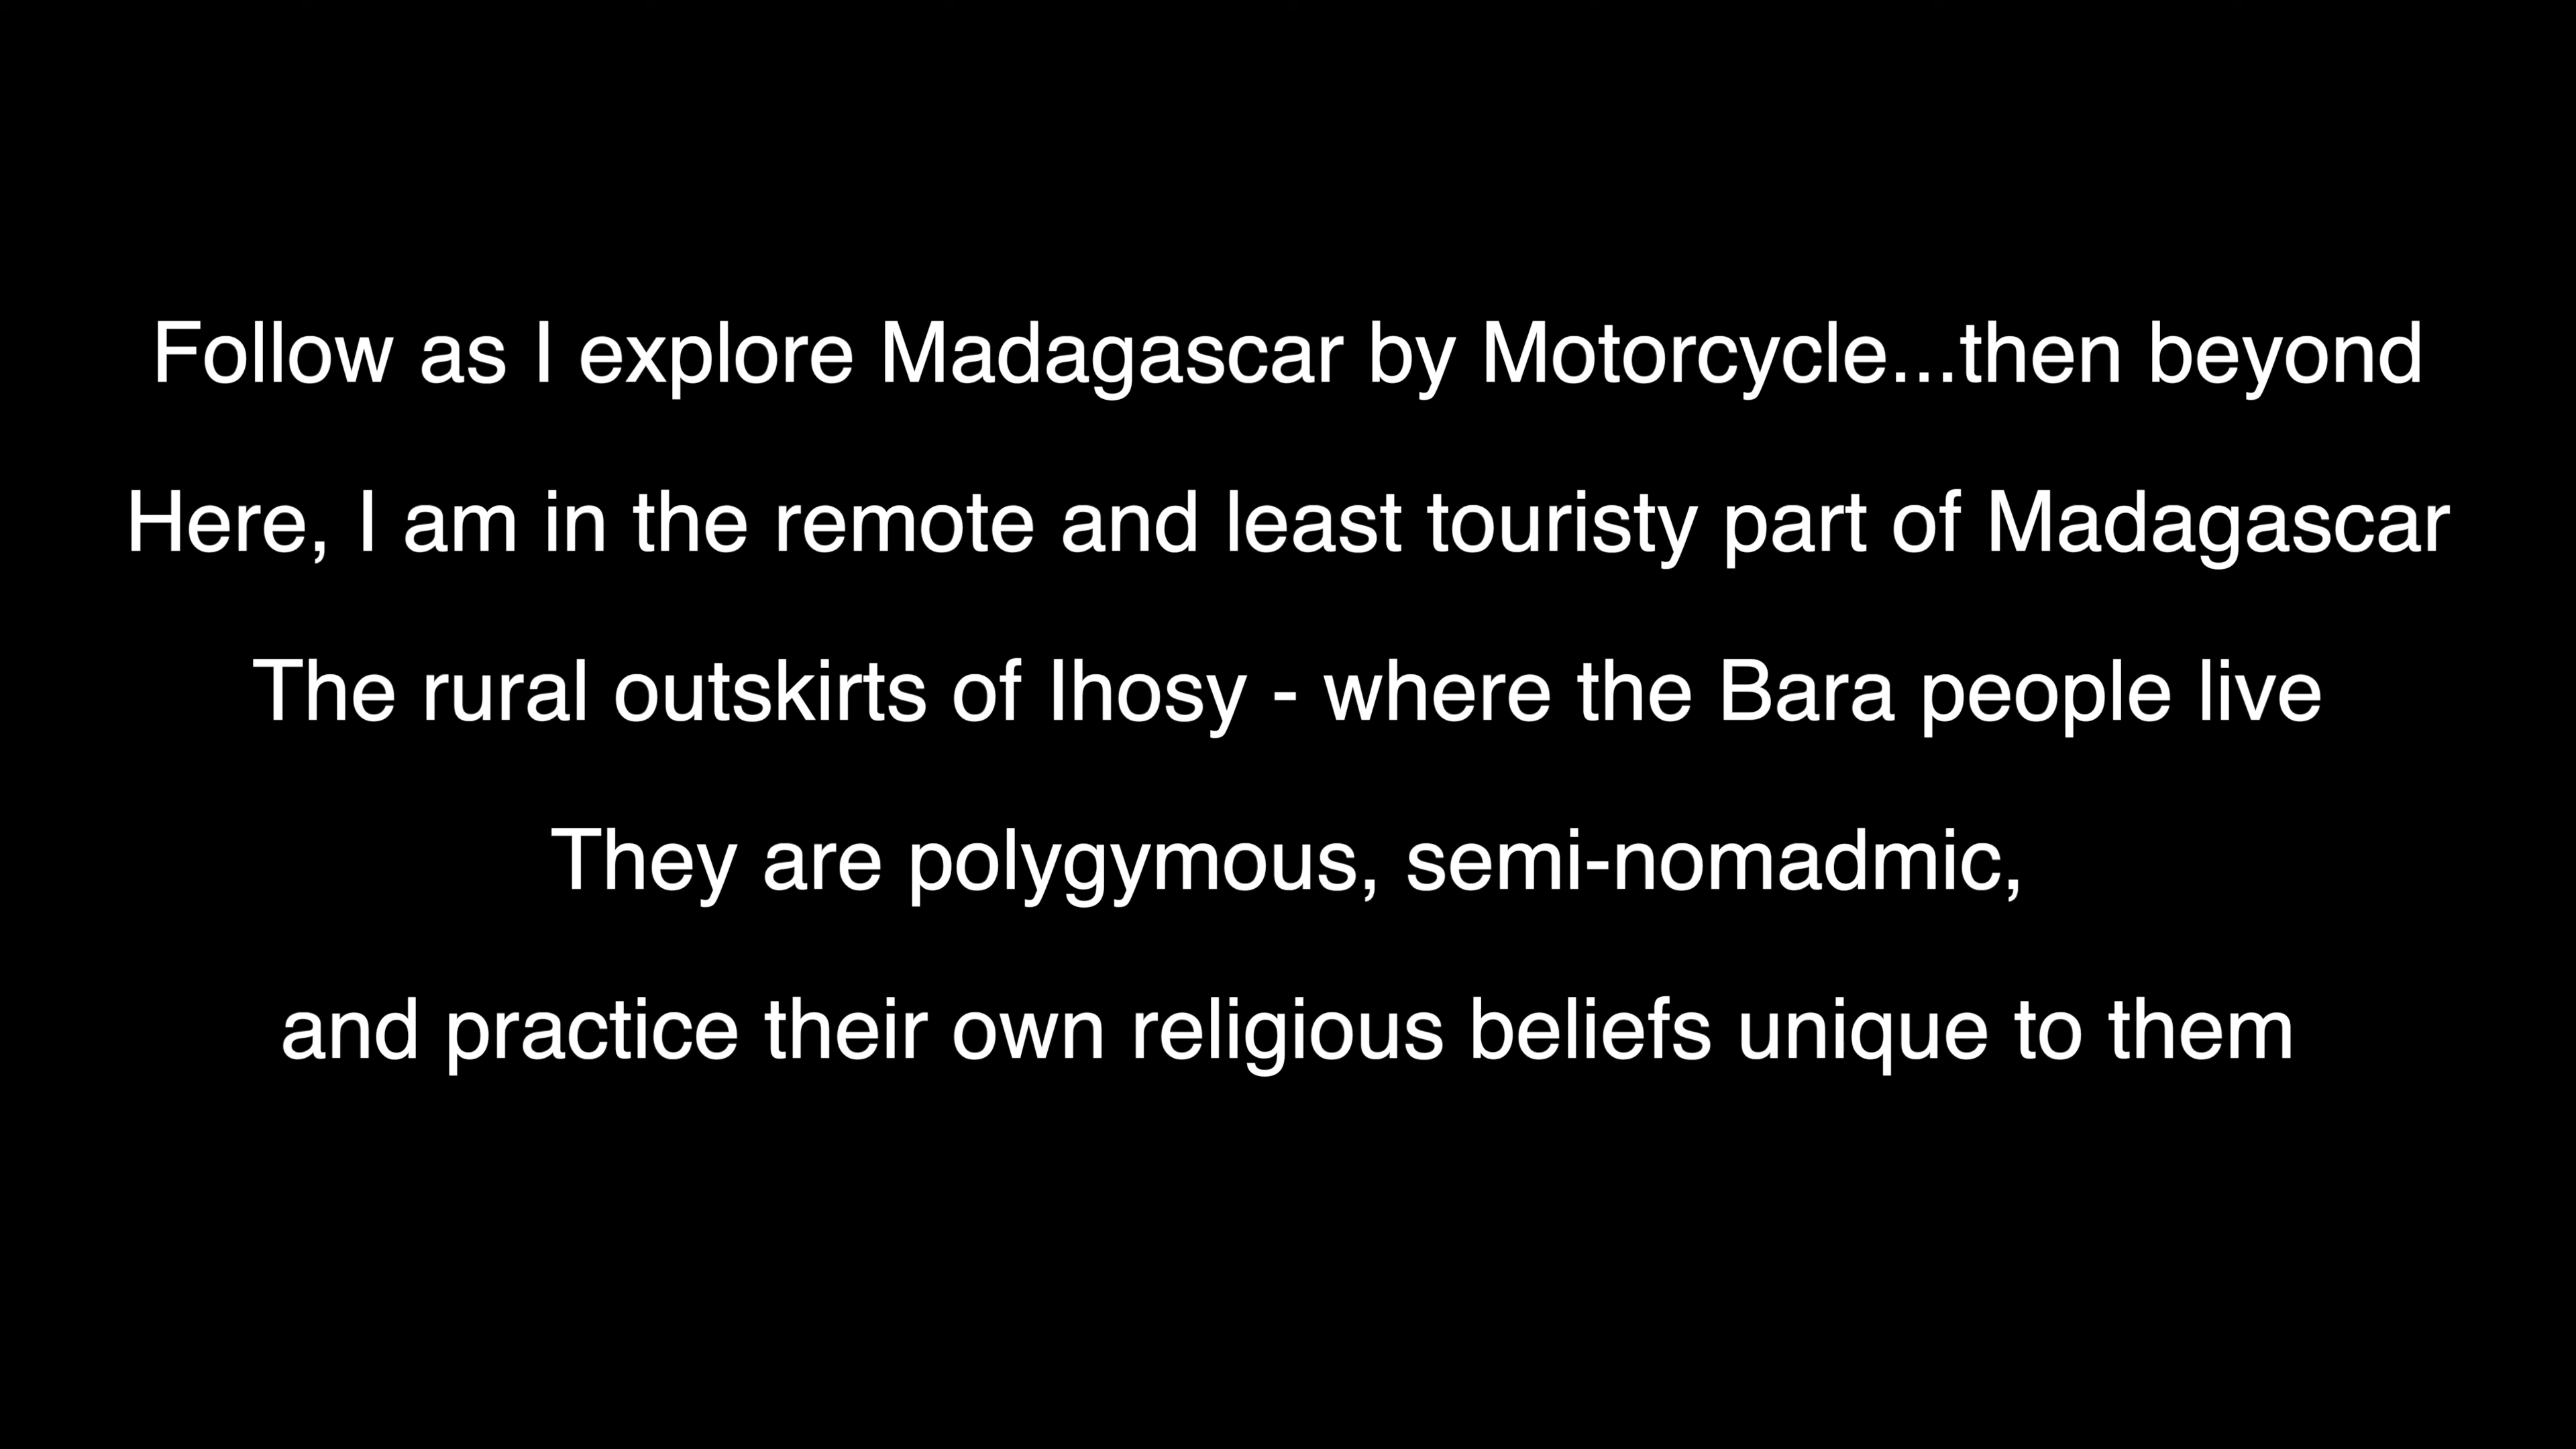 Follow as I explore Madagascar by Motorcycle...then beyond
Here, I am in the remote and least touristy part of Madagascar
The rural outskirts of Ihosy - where the Bara people live
They are polygymous, semi-nomadmic,
and practice their own religious beliefs unique to them